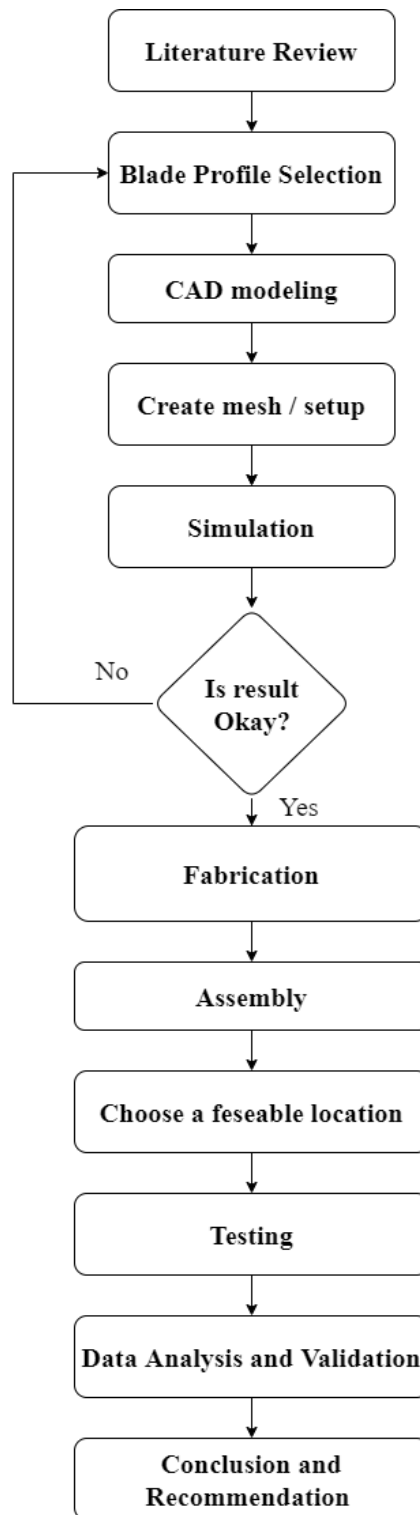 Literature Review
Blade Profile Selection
CAD modeling
Create mesh / setup
Simulation
No
Is result
Okay?
Yes
Fabrication
Assembly
Choose a feseable location
Testing
Data Analysis and Validation
Conclusion and
Recommendation